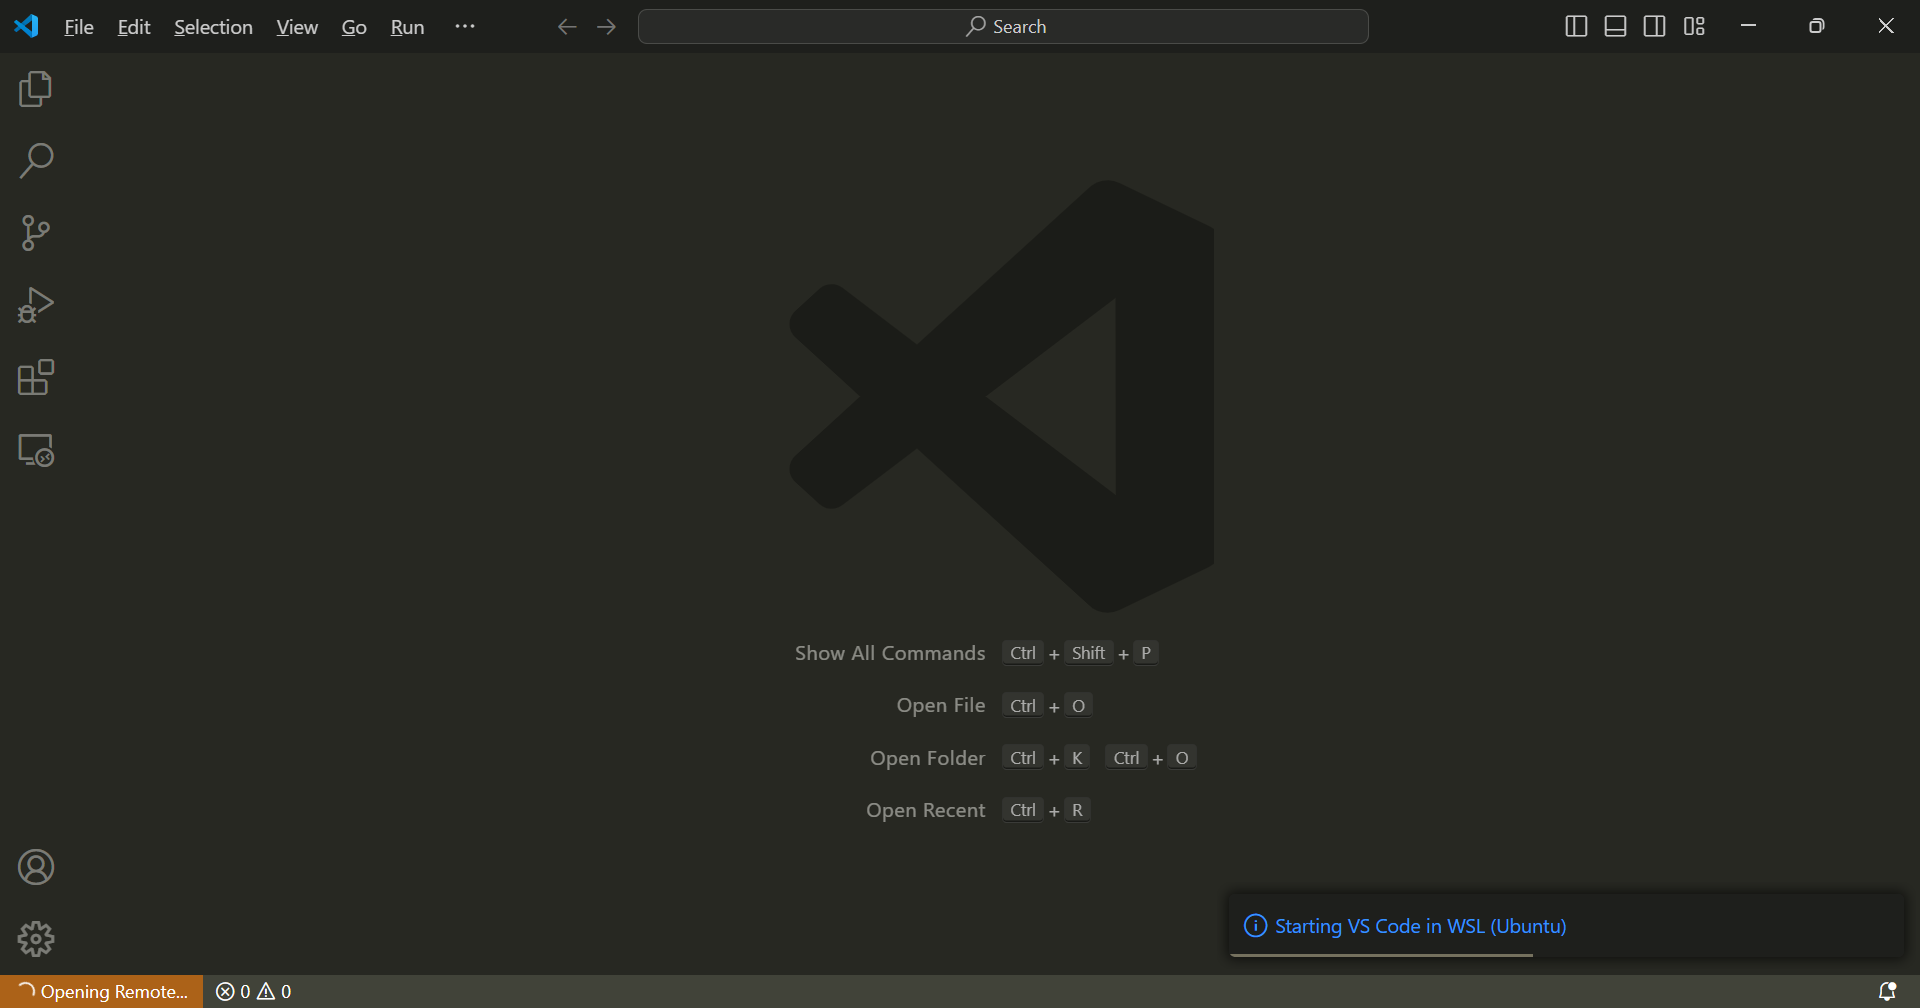 File Edit Selection View Go Run ··· Search
Show All Commands Ctrl + Shift + P
Open File Ctrl + O
Open Folder Ctrl + K Ctrl + O
Open Recent Ctrl + R
Starting VS Code in WSL (Ubuntu)
Opening Remote... 0 0